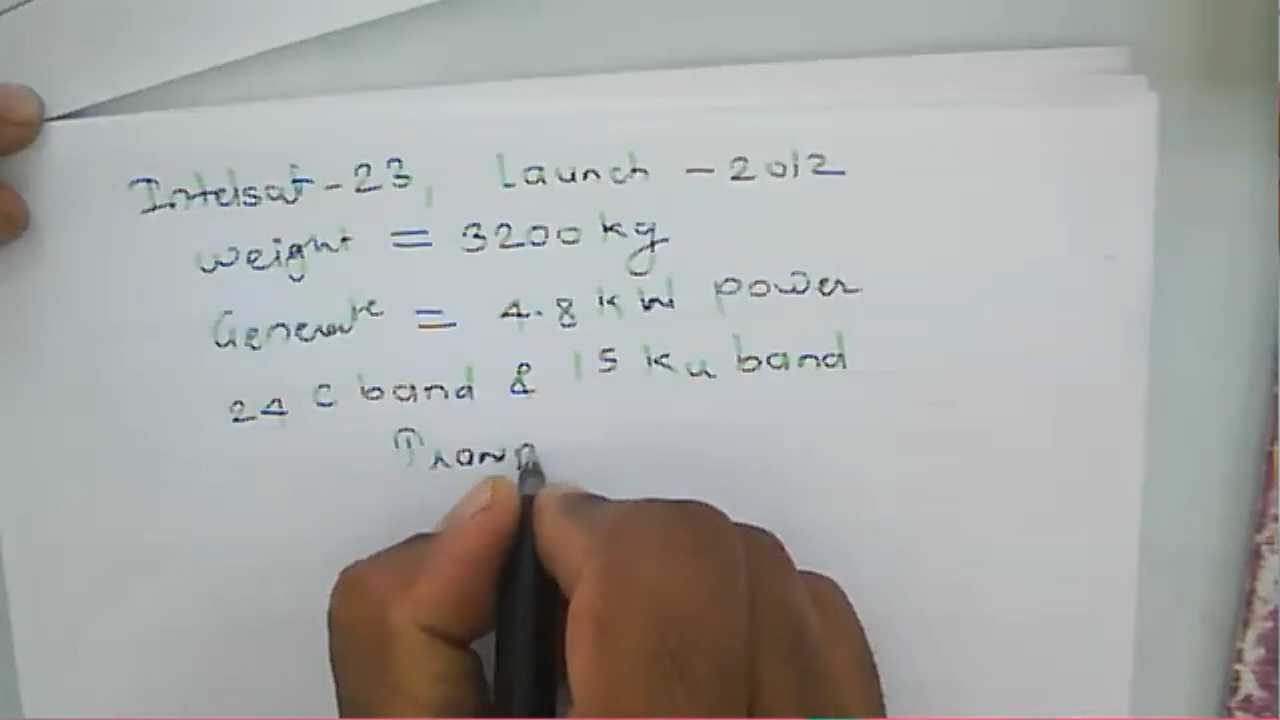 Intelsat-23, Launch - 2012
weight = 3200 kg
Generate = 4.8 kW power
24 C band & 15 Ku band